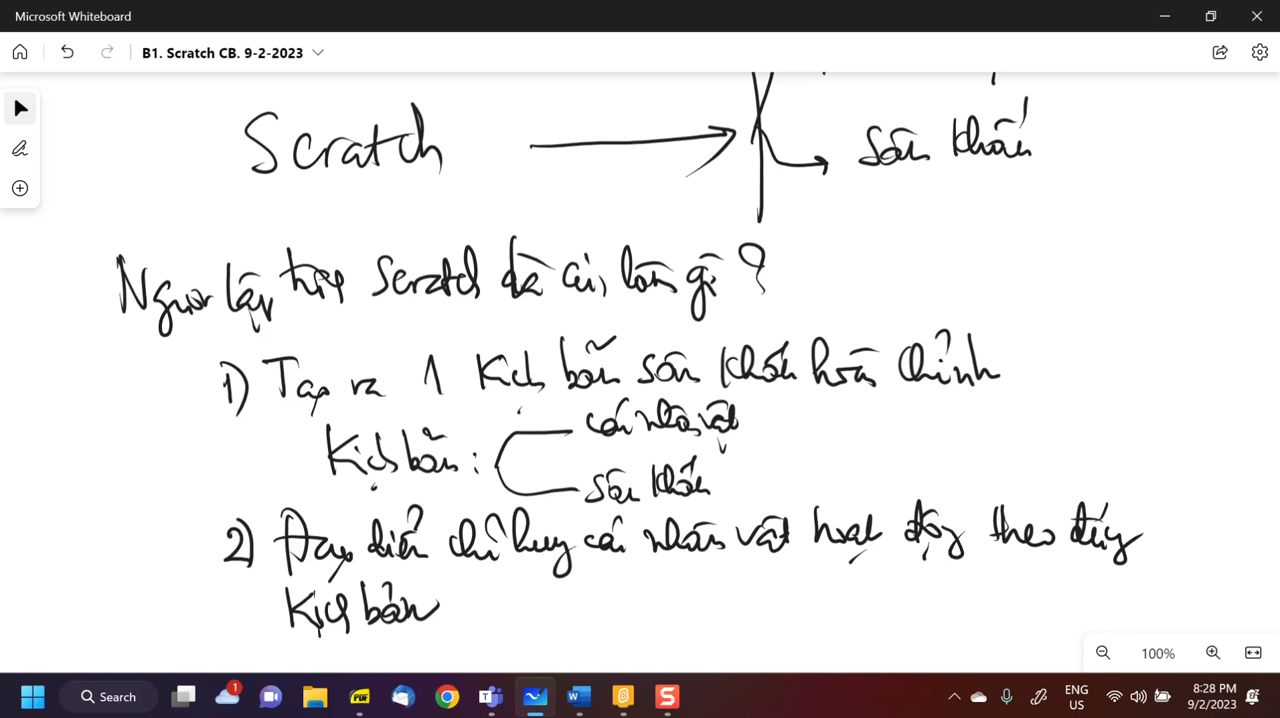 Microsoft Whiteboard
B1. Scratch CB. 9-2-2023
Scratch
sân khấu
Người lập trình Scratch cần làm gì?
1) Tạo ra 1 kịch bản sân khấu hoàn chỉnh
các nhân vật
Kịch bản:
sân khấu
2) Đạo diễn chỉ huy các nhân vật hoạt động theo đúng
kịch bản
100%
Search
1
PDF
W
S
ENG
US
8:28 PM
9/2/2023